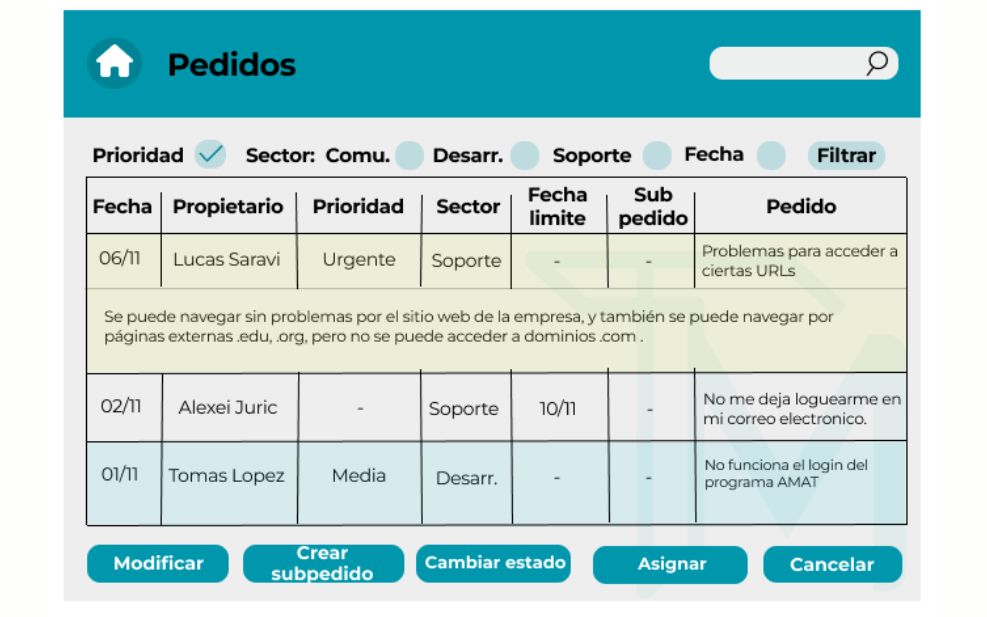 Pedidos
Prioridad Sector: Comu. Desarr. Soporte Fecha Filtrar
Fecha Propietario Prioridad Sector Fecha limite Sub pedido Pedido
06/11 Lucas Saravi Urgente Soporte - - Problemas para acceder a
ciertas URLs
Se puede navegar sin problemas por el sitio web de la empresa, y también se puede navegar por
páginas externas .edu, .org, pero no se puede acceder a dominios .com .
02/11 Alexei Juric - Soporte 10/11 - No me deja loguearme en
mi correo electronico.
01/11 Tomas Lopez Media Desarr. - - No funciona el login del
programa AMAT
Modificar
Crear
subpedido
Cambiar estado
Asignar
Cancelar